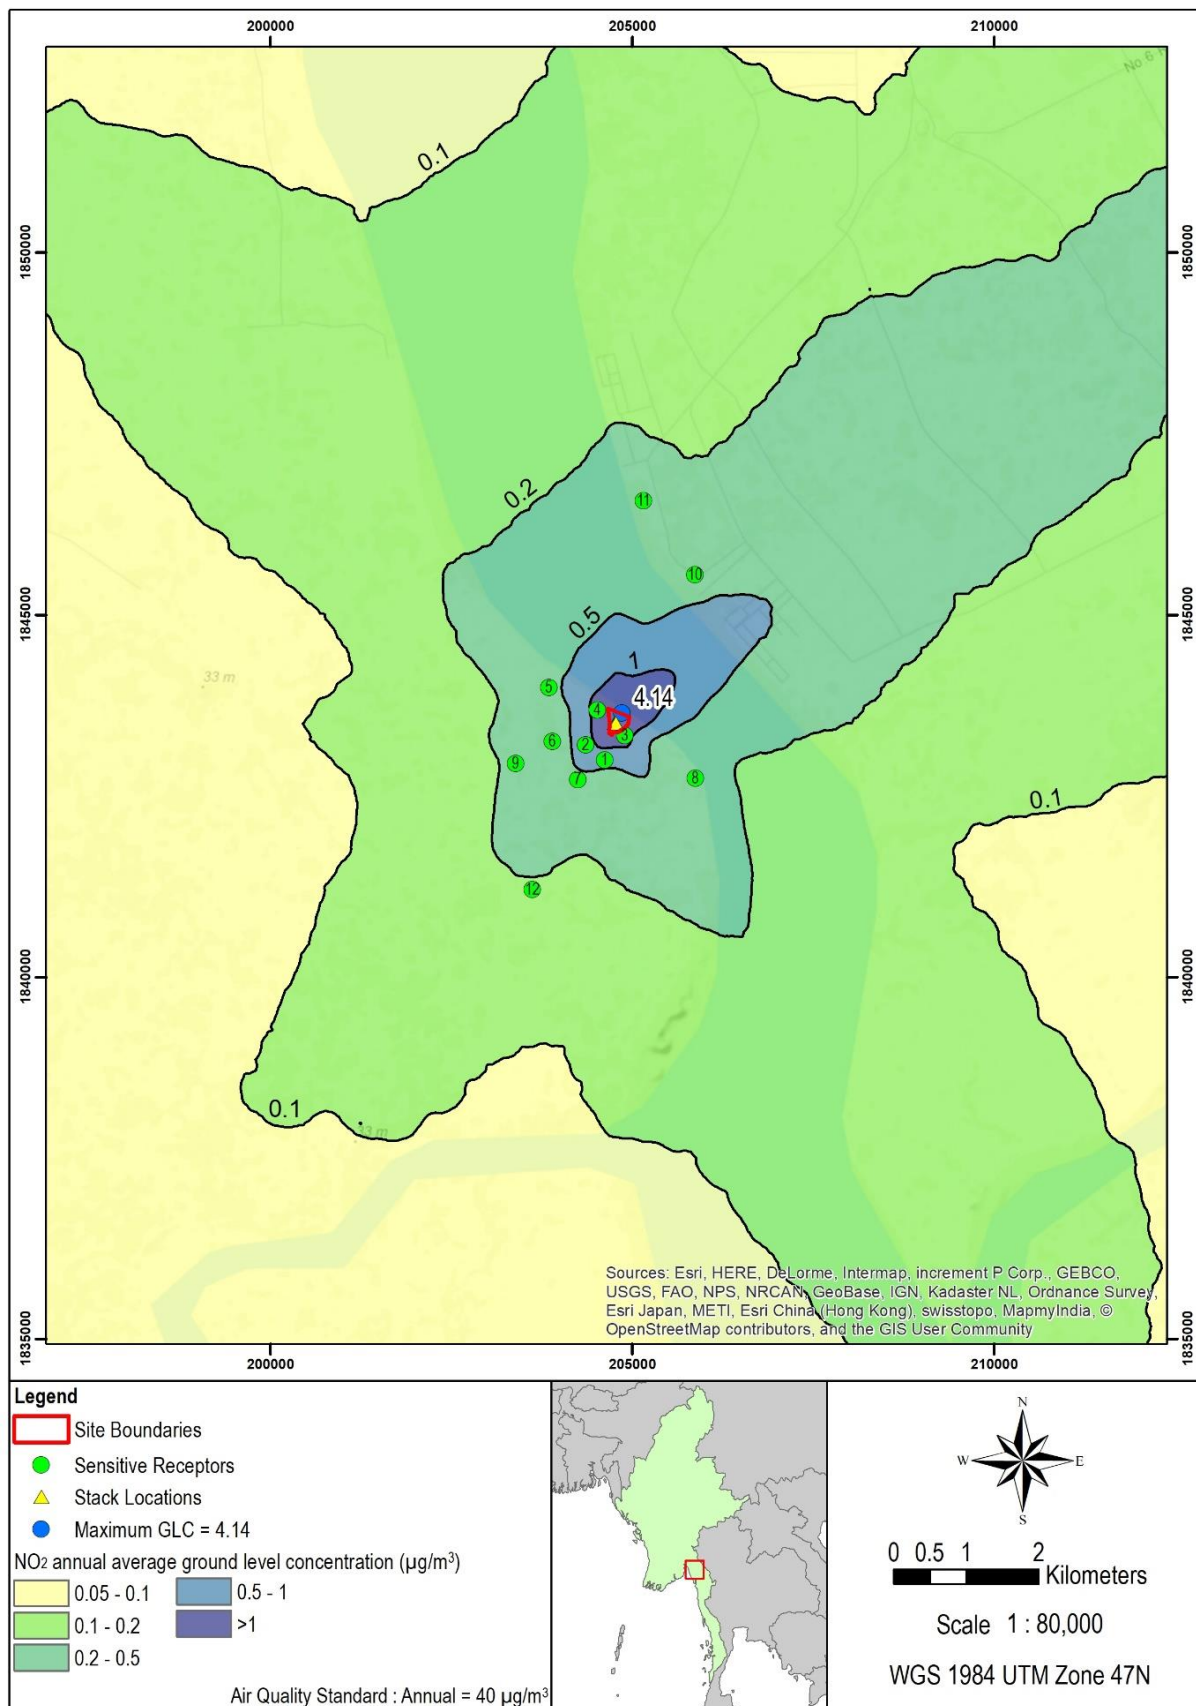 200000
205000
210000
No 6
0.1
1850000
1850000
0.2
11
10
1845000
0.5
1845000
33 m
1
5
4.14
4
3
6
2
9
1
7
8
0.1
12
1840000
1840000
0.1
33 m
Sources: Esri, HERE, DeLorme, Intermap, increment P Corp., GEBCO,
USGS, FAO, NPS, NRCAN, GeoBase, IGN, Kadaster NL, Ordnance Survey,
Esri Japan, METI, Esri China (Hong Kong), swisstopo, MapmyIndia, ©
OpenStreetMap contributors, and the GIS User Community
1835000
1835000
200000
205000
210000
Legend
Site Boundaries
Sensitive Receptors
Stack Locations
Maximum GLC = 4.14
NO2 annual average ground level concentration (µg/m³)
0.05 - 0.1
0.5 - 1
0.1 - 0.2
>1
0.2 - 0.5
Air Quality Standard : Annual = 40 µg/m³
N
W
E
S
0 0.5 1 2
Kilometers
Scale 1 : 80,000
WGS 1984 UTM Zone 47N